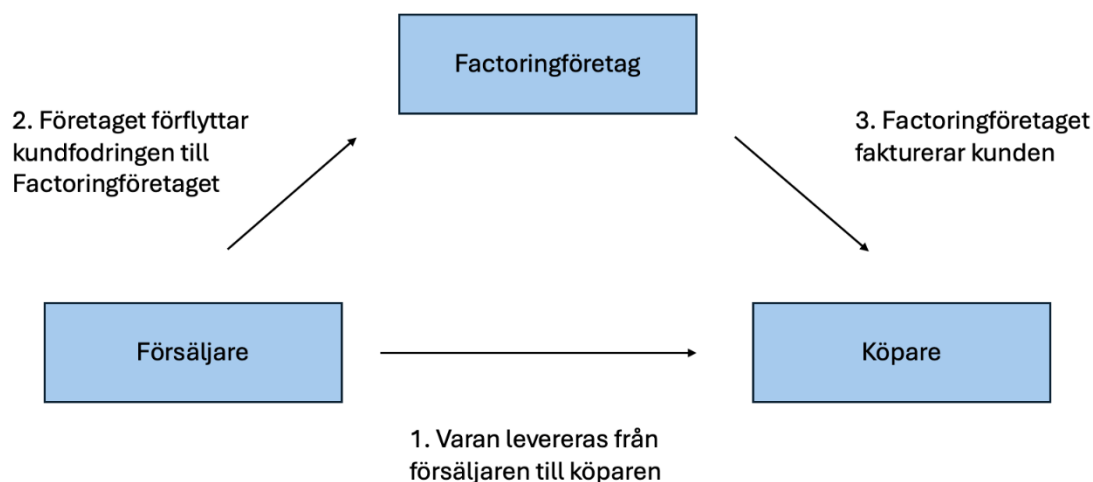 Factoringföretag
2. Företaget förflyttar
kundfodringen till
Factoringföretaget
3. Factoringföretaget
fakturerar kunden
Försäljare
Köpare
1. Varan levereras från
försäljaren till köparen